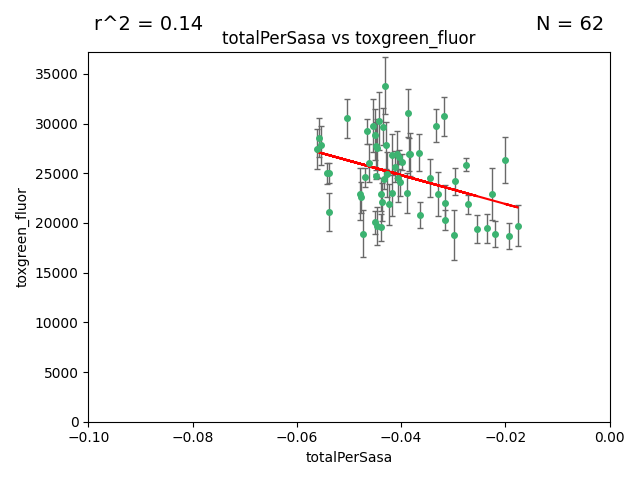 r^2 = 0.14
N = 62
totalPerSasa vs toxgreen_fluor
35000
30000
25000
20000
15000
10000
5000
0
toxgreen_fluor
−0.10
−0.08
−0.06
−0.04
−0.02
0.00
totalPerSasa